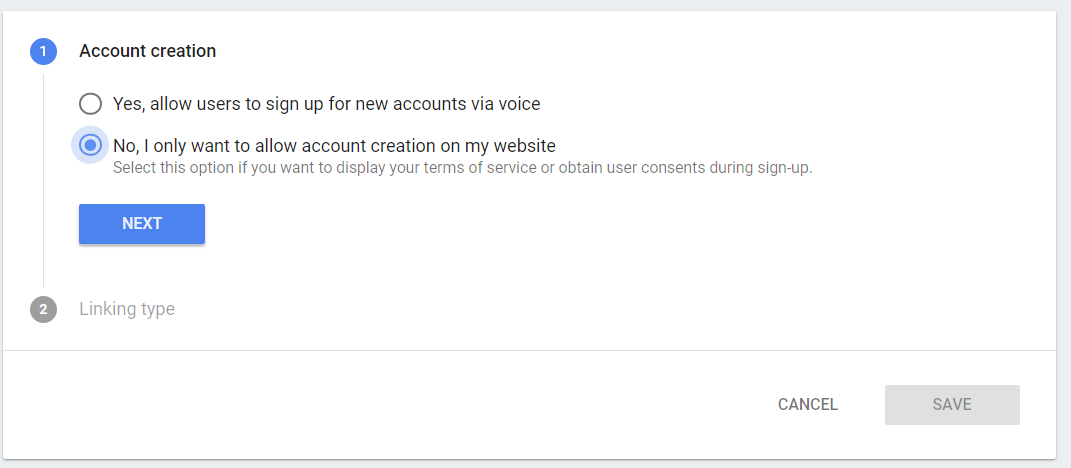 1 Account creation
Yes, allow users to sign up for new accounts via voice
No, I only want to allow account creation on my website
Select this option if you want to display your terms of service or obtain user consents during sign-up.
NEXT
2 Linking type
CANCEL SAVE